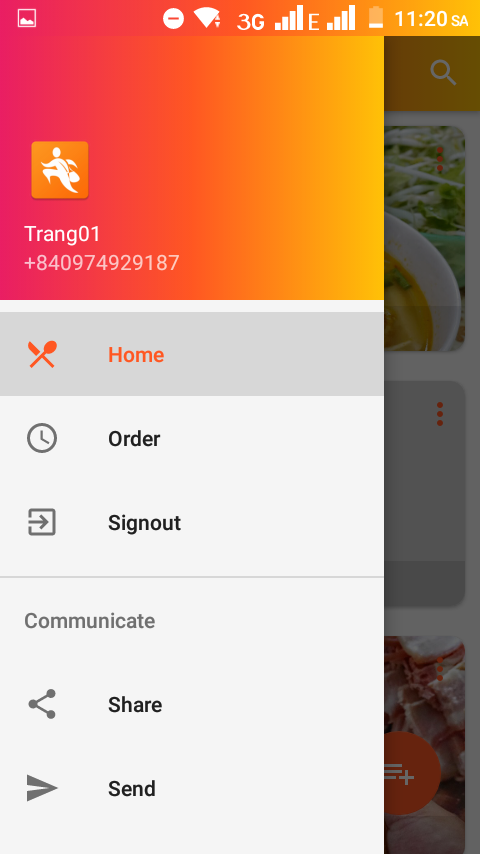 3G E 11:20 SA
Trang01
+840974929187
Home
Order
Signout
Communicate
Share
Send